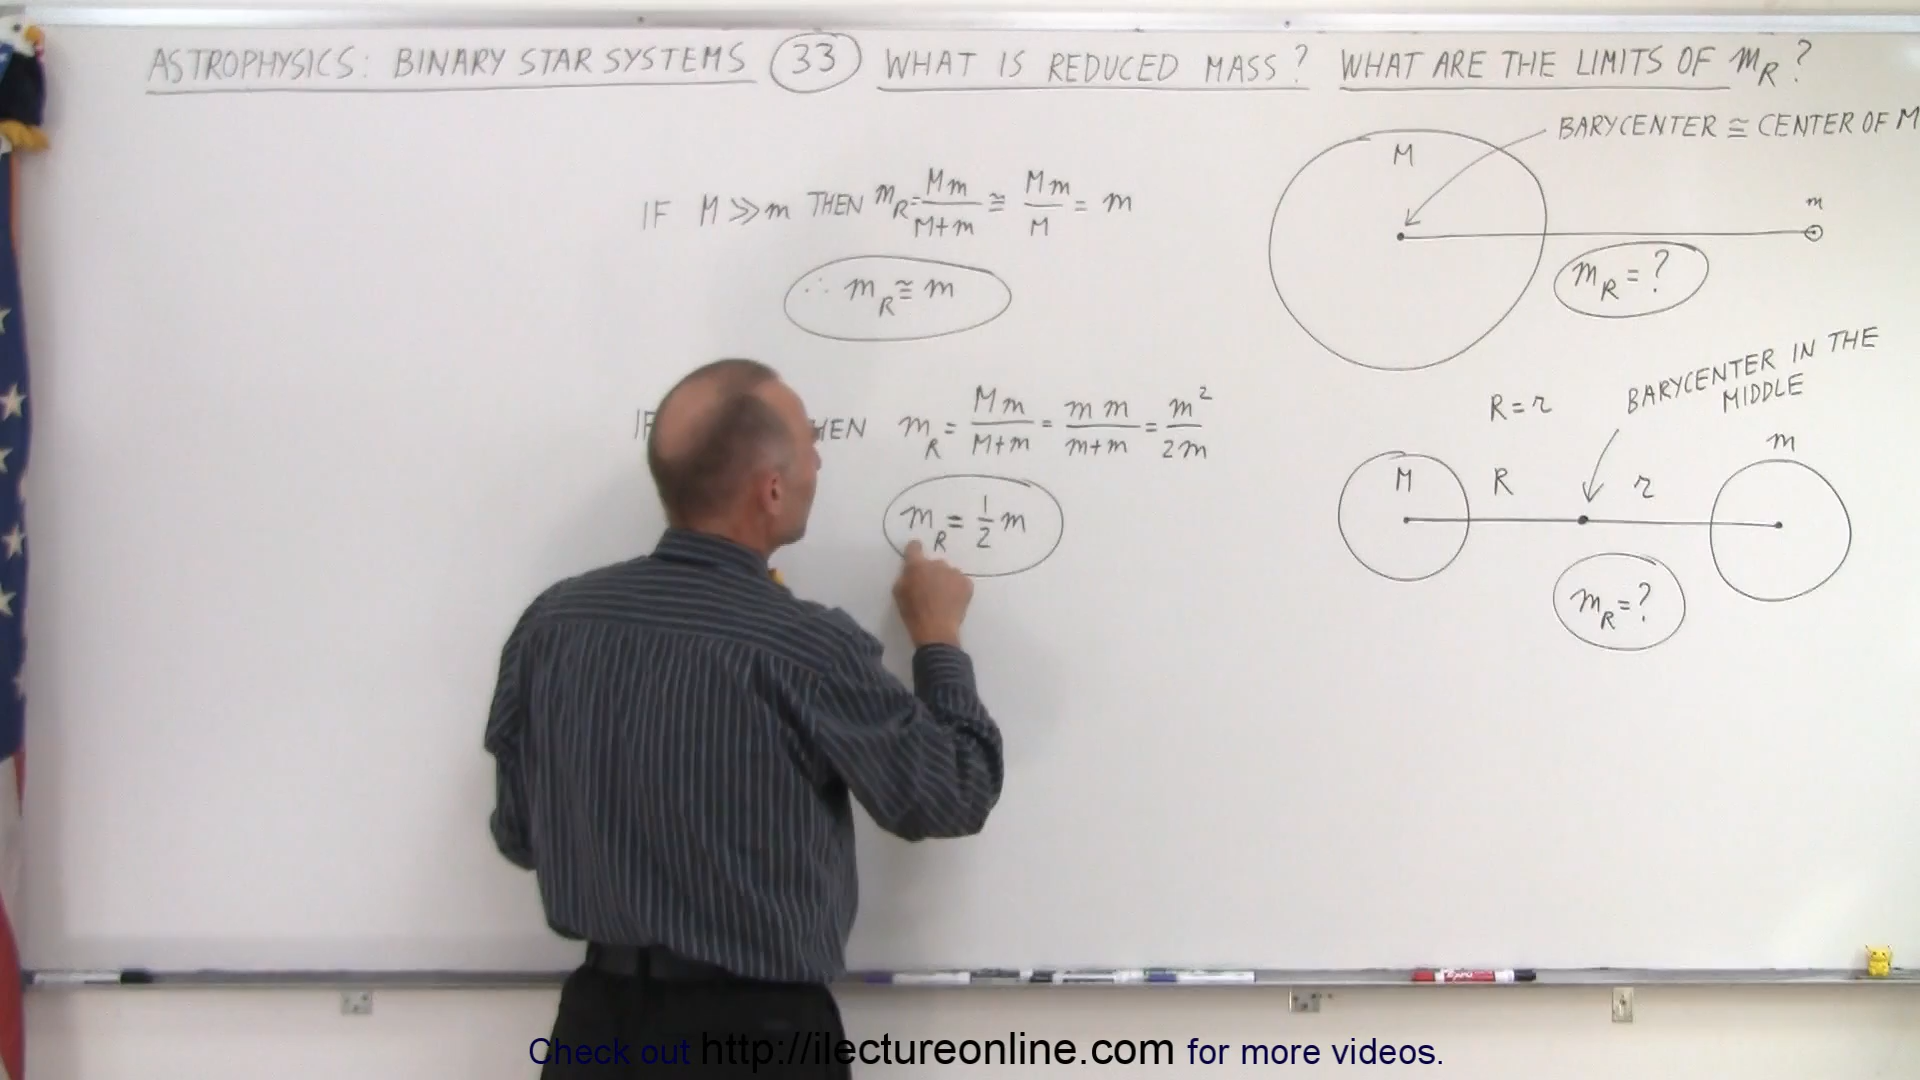 ASTROPHYSICS: BINARY STAR SYSTEMS 33 WHAT IS REDUCED MASS? WHAT ARE THE LIMITS OF m_R?
BARYCENTER ≅ CENTER OF M
M
m
IF M ≫ m THEN m_R = Mm/(M+m) ≅ Mm/M = m
∴ m_R ≅ m
m_R = ?
BARYCENTER IN THE
MIDDLE
R = r
IF HEN m_R = Mm/(M+m) = m m/(m+m) = m²/2m
m_R = 1/2 m
m
M R r
m_R = ?
EXPO
Check out http://ilectureonline.com for more videos.